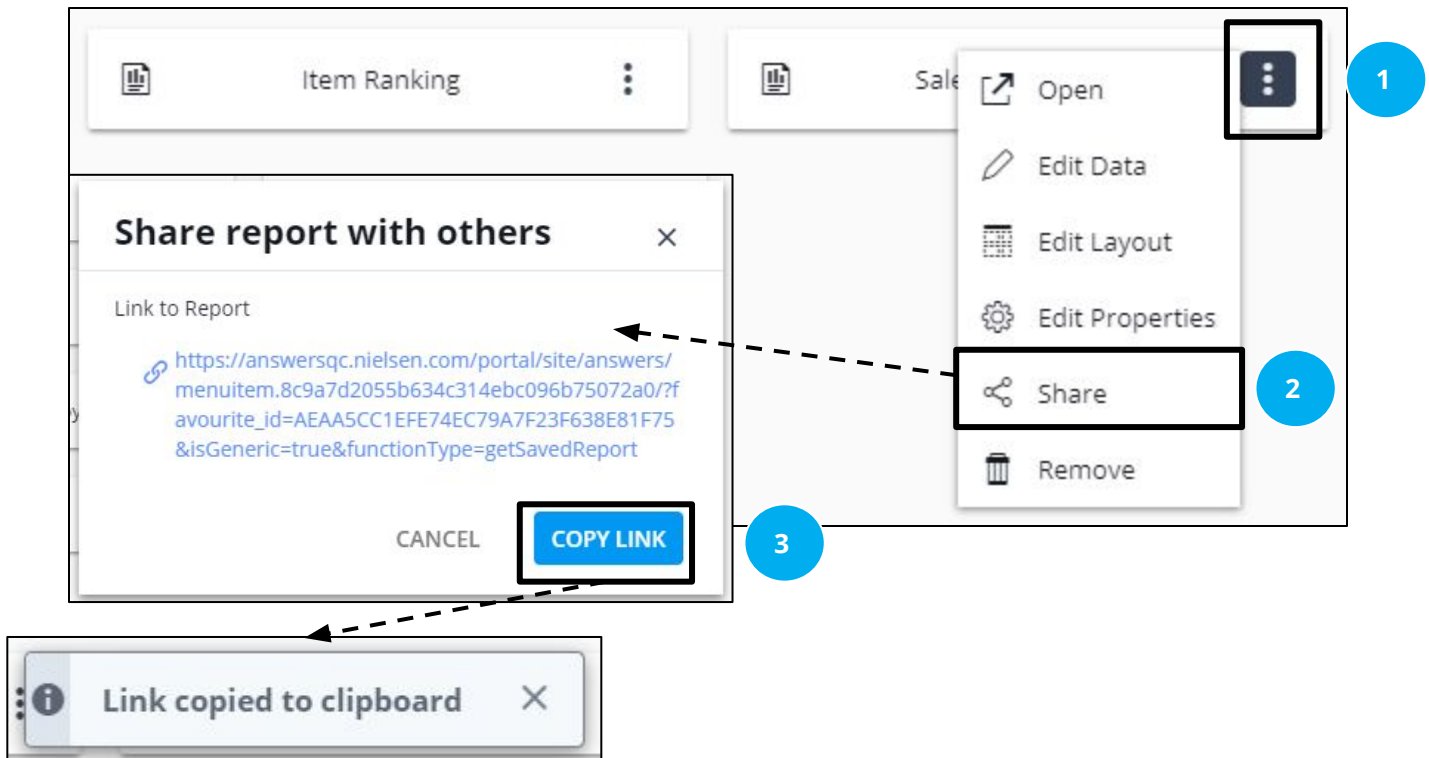 Item Ranking
Sale
1
Open
Edit Data
Edit Layout
Edit Properties
Share
2
Remove
Share report with others
Link to Report
https://answersqc.nielsen.com/portal/site/answers/
menuitem.8c9a7d2055b634c314ebc096b75072a0/?f
avourite_id=AEAA5CC1EFE74EC79A7F23F638E81F75
&isGeneric=true&functionType=getSavedReport
CANCEL
COPY LINK
3
Link copied to clipboard